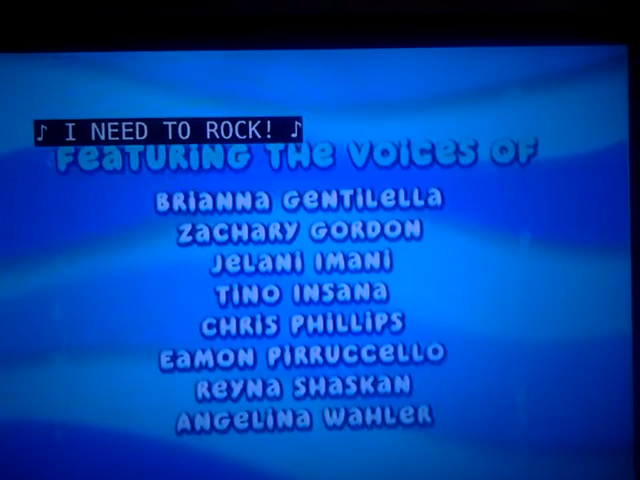 ♪ I NEED TO ROCK! ♪
FEATURING THE VOICES OF
BRIANNA GENTILELLA
ZACHARY GORDON
JELANI IMANI
TINO INSANA
CHRIS PHILLIPS
EAMON PIRRUCCELLO
REYNA SHASKAN
ANGELINA WAHLER